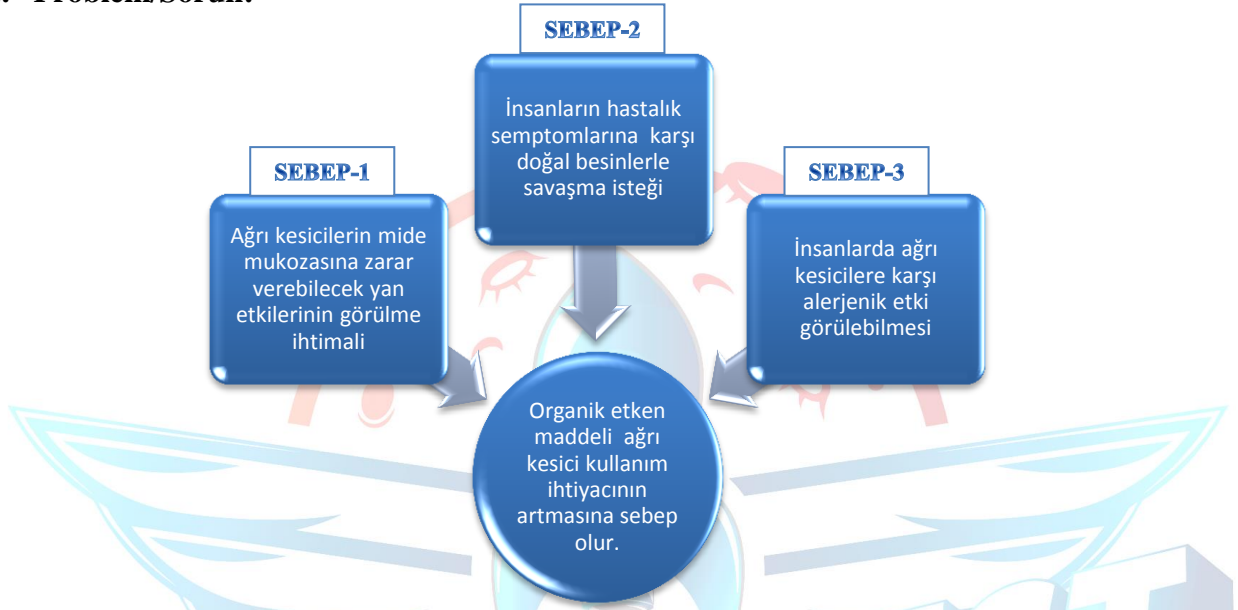 Problem/Sorun:
SEBEP-2
İnsanların hastalık
semptomlarına karşı
doğal besinlerle
savaşma isteği
SEBEP-1
Ağrı kesicilerin mide
mukozasına zarar
verebilecek yan
etkilerinin görülme
ihtimali
SEBEP-3
İnsanlarda ağrı
kesicilere karşı
alerjenik etki
görülebilmesi
Organik etken
maddeli ağrı
kesici kullanım
ihtiyacının
artmasına sebep
olur.